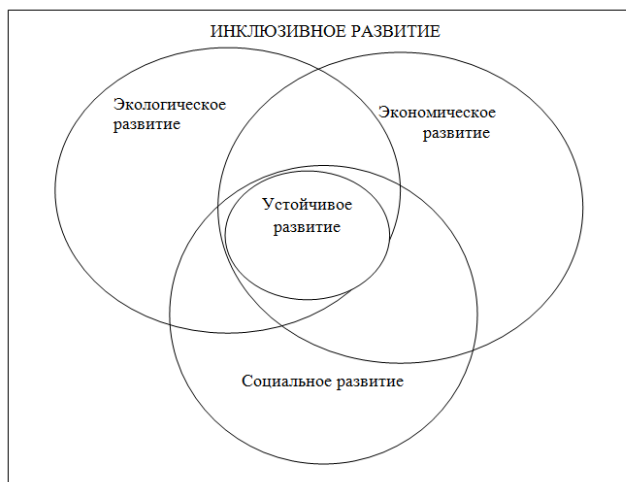 ИНКЛЮЗИВНОЕ РАЗВИТИЕ
Экологическое
развитие
Экономическое
развитие
Устойчивое
развитие
Социальное развитие